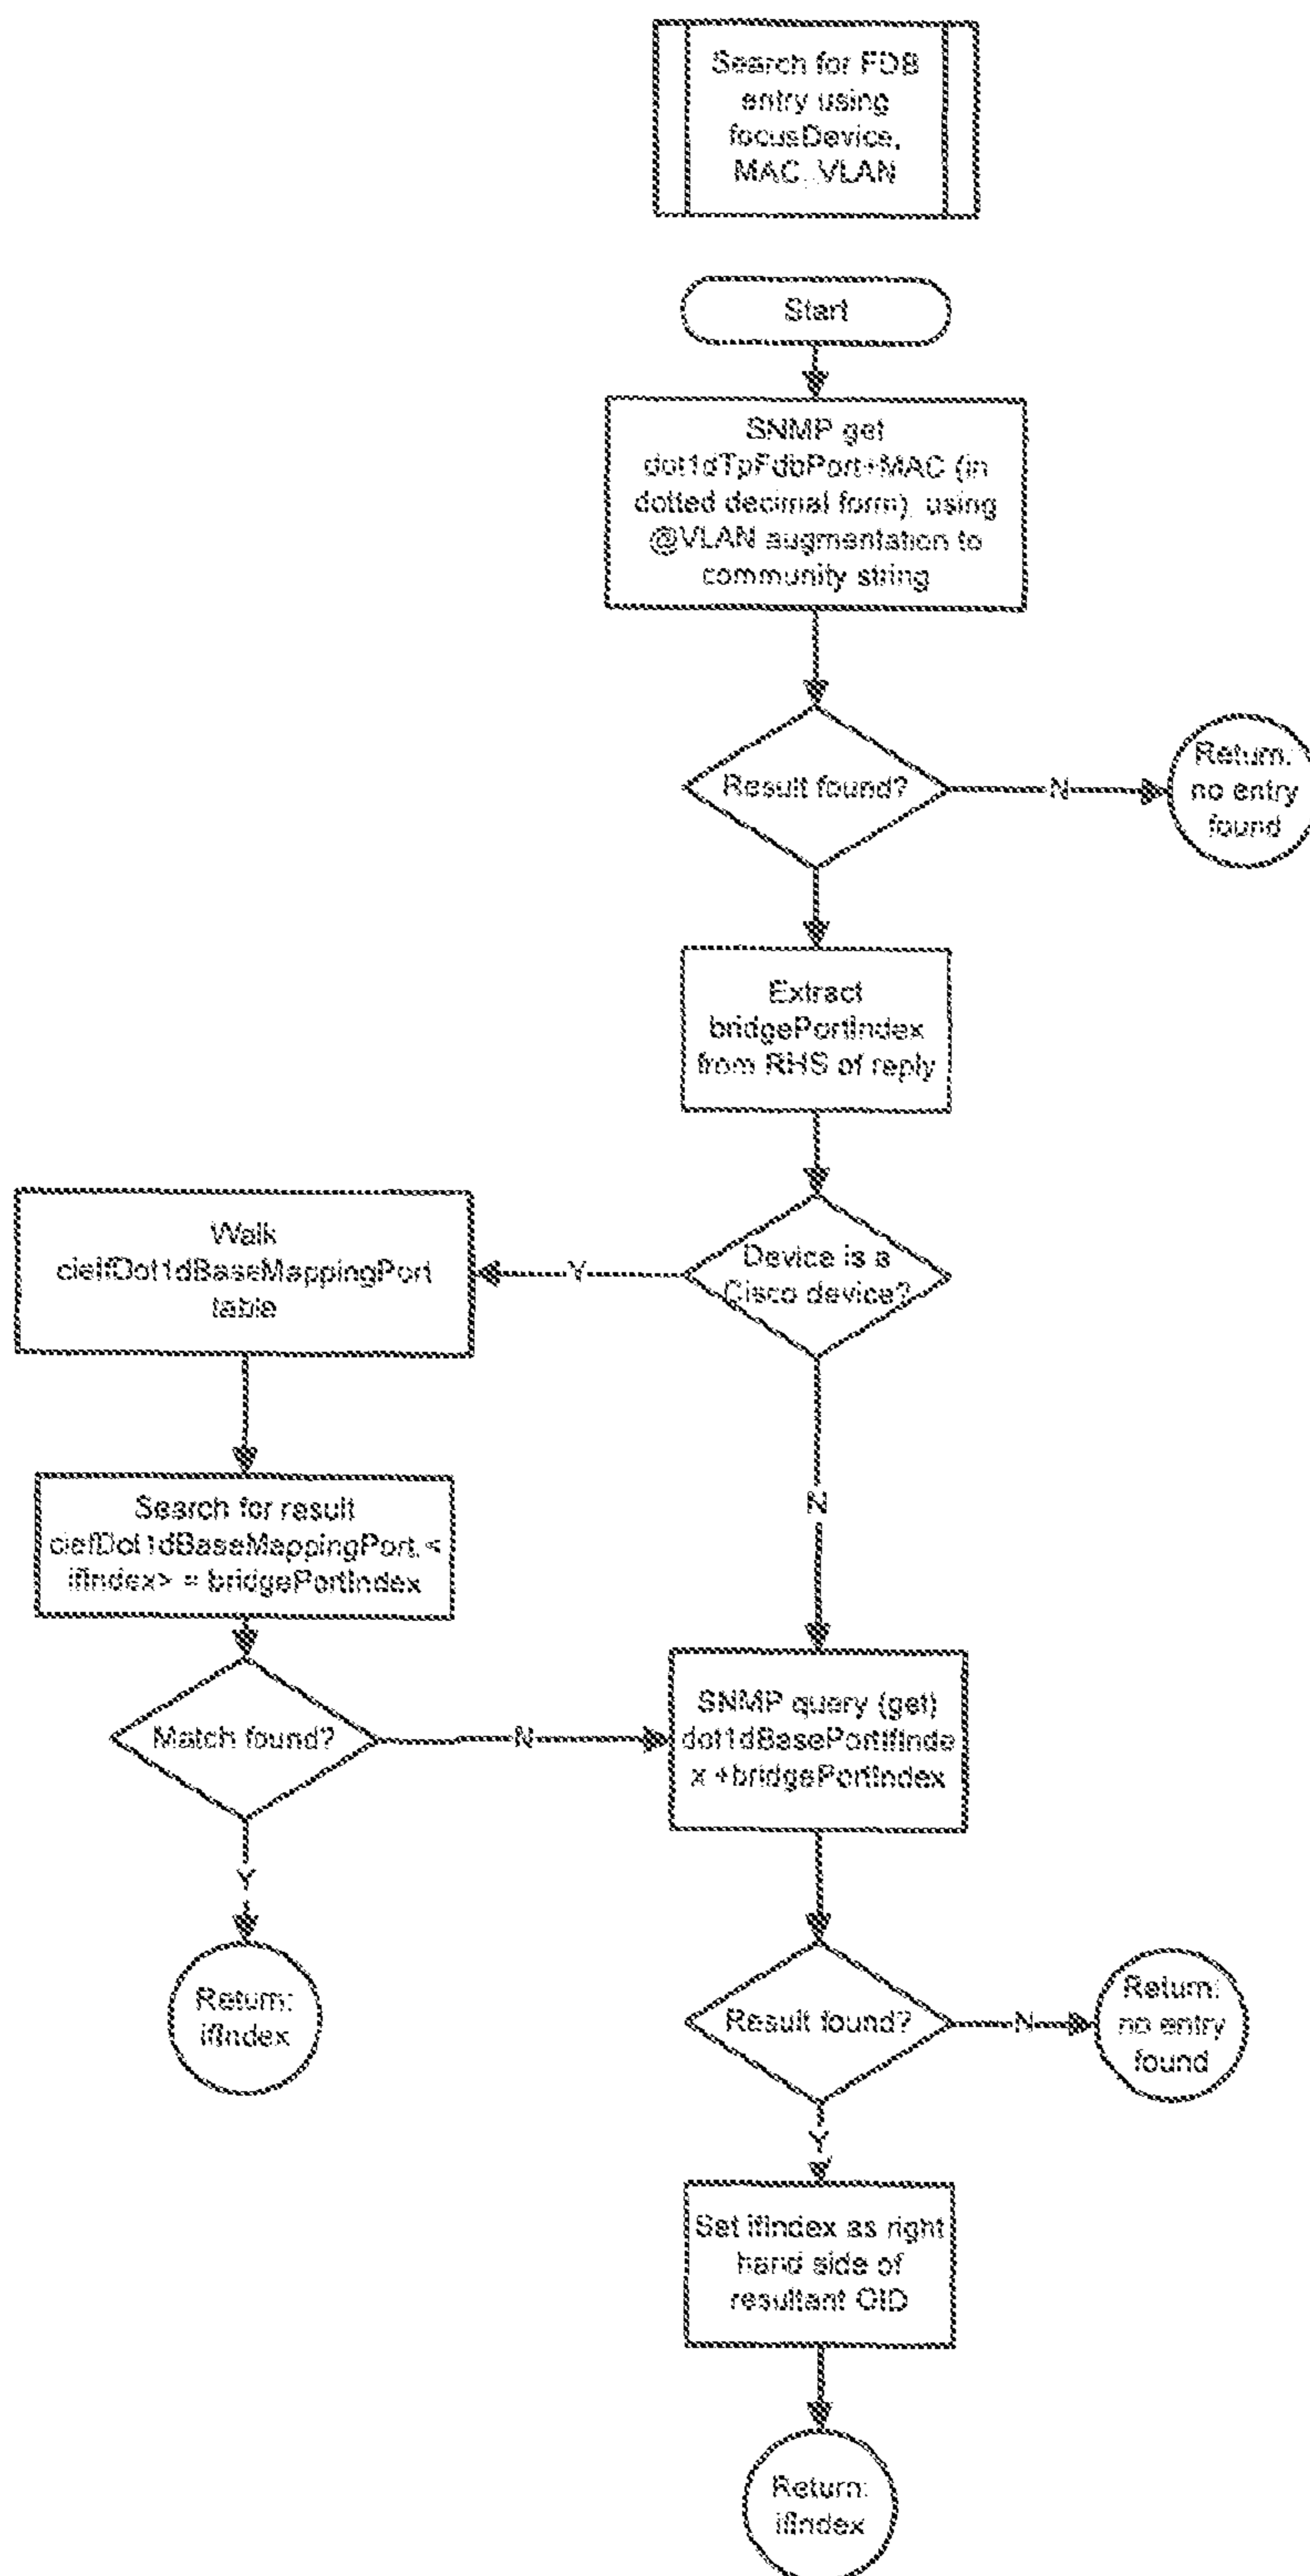 Search for FDB
entry using
focusDevice,
MAC, VLAN
Start
SNMP get
dot1dTpFdbPort+MAC (in
dotted decimal form), using
@VLAN augmentation to
community string
Result found?
N
Return:
no entry
found
Extract
bridgePortIndex
from RHS of reply
Device is a
Cisco device?
Y
N
Walk
cieIfDot1dBaseMappingPort
table
Search for result
ciefDot1dBaseMappingPort.<
ifIndex> = bridgePortIndex
Match found?
N
Y
Return:
ifIndex
SNMP query (get)
dot1dBasePortIfInde
x +bridgePortIndex
Result found?
N
Return:
no entry
found
Y
Set ifIndex as right
hand side of
resultant OID
Return:
ifIndex